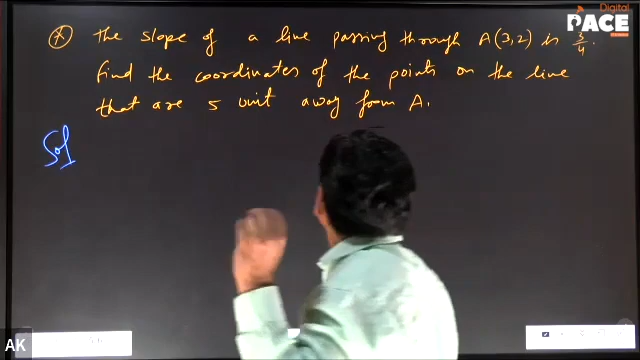 Digital
PACE
* The slope of a line passing through A(3,2) is 3/4.
Find the coordinates of the points on the line
that are 5 unit away from A.
Sol
AK